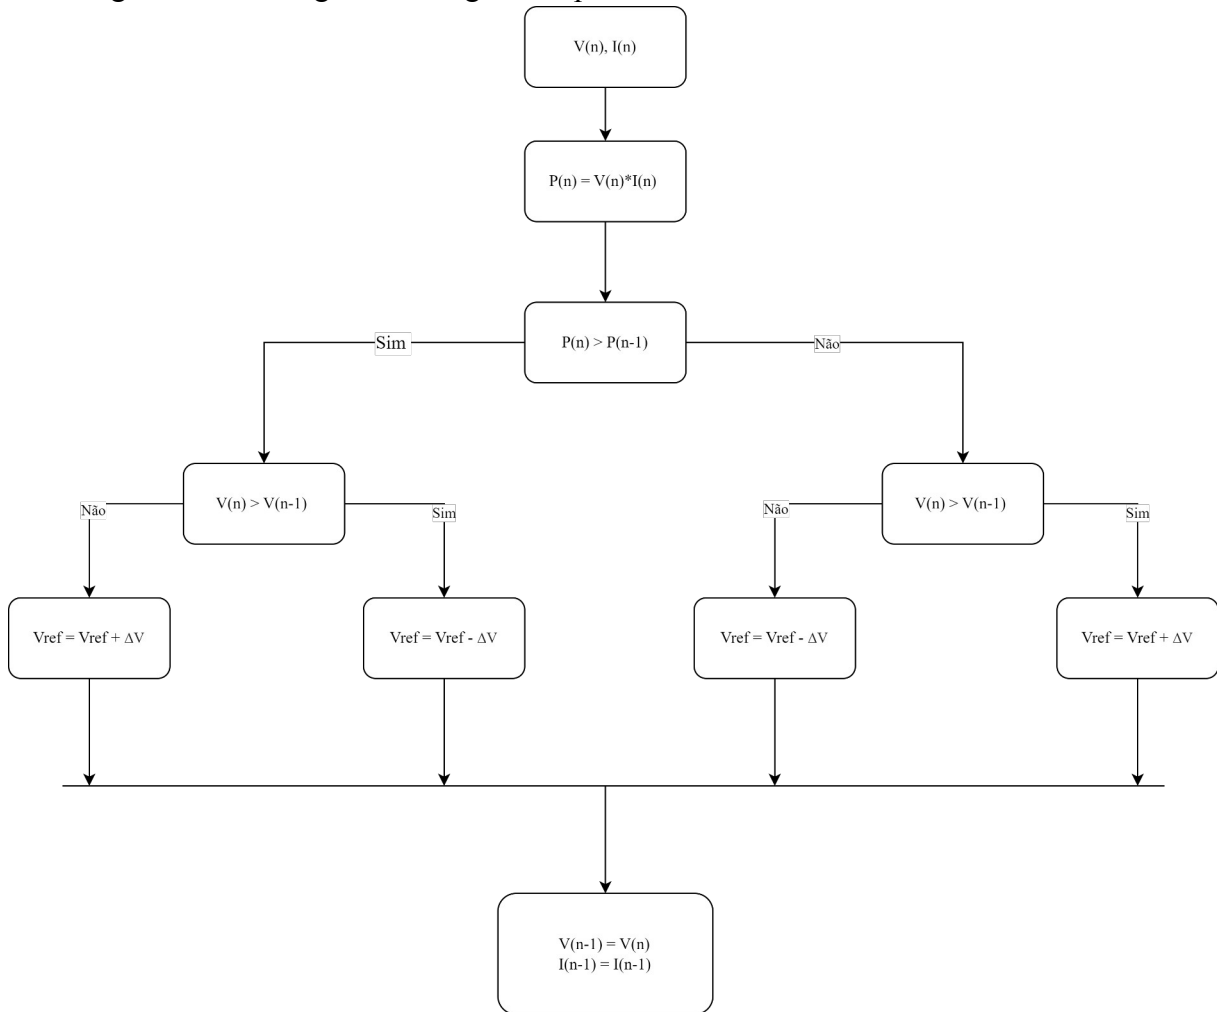 V(n), I(n)
P(n) = V(n)*I(n)
P(n) > P(n-1)
Sim
Não
V(n) > V(n-1)
V(n) > V(n-1)
Não
Sim
Não
Sim
Vref = Vref + ΔV
Vref = Vref - ΔV
Vref = Vref - ΔV
Vref = Vref + ΔV
V(n-1) = V(n)
I(n-1) = I(n-1)